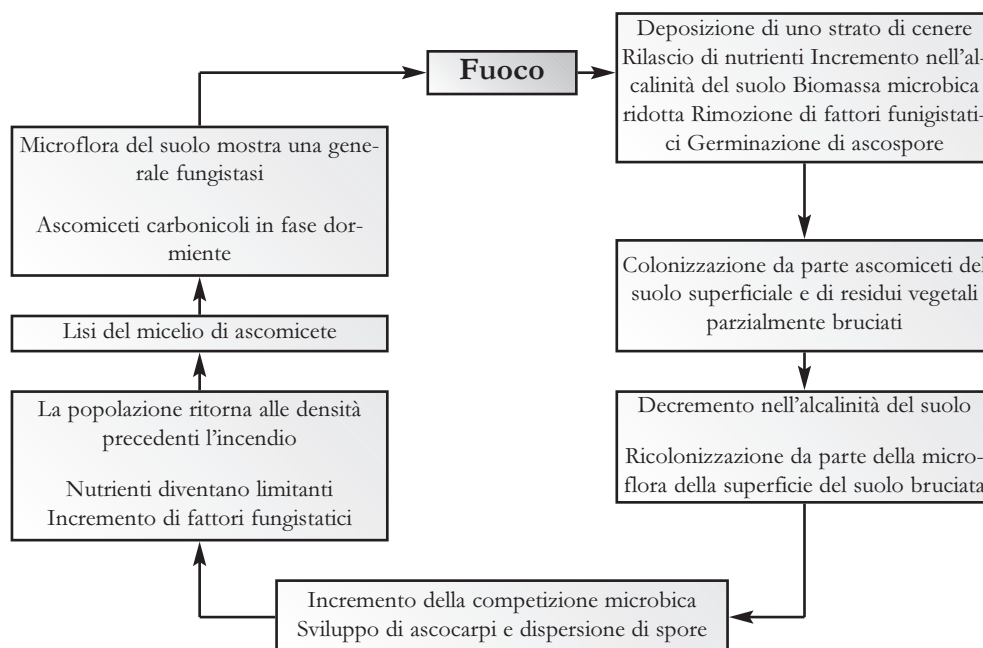 Fuoco
Deposizione di uno strato di cenere
Rilascio di nutrienti Incremento nell'al-
calinità del suolo Biomassa microbica
ridotta Rimozione di fattori funigistati-
ci Germinazione di ascospore
Colonizzazione da parte ascomiceti del
suolo superficiale e di residui vegetali
parzialmente bruciati
Decremento nell'alcalinità del suolo
Ricolonizzazione da parte della micro-
flora della superficie del suolo bruciata
Incremento della competizione microbica
Sviluppo di ascocarpi e dispersione di spore
La popolazione ritorna alle densità
precedenti l'incendio
Nutrienti diventano limitanti
Incremento di fattori fungistatici
Lisi del micelio di ascomicete
Microflora del suolo mostra una gene-
rale fungistasi
Ascomiceti carbonicoli in fase dor-
miente